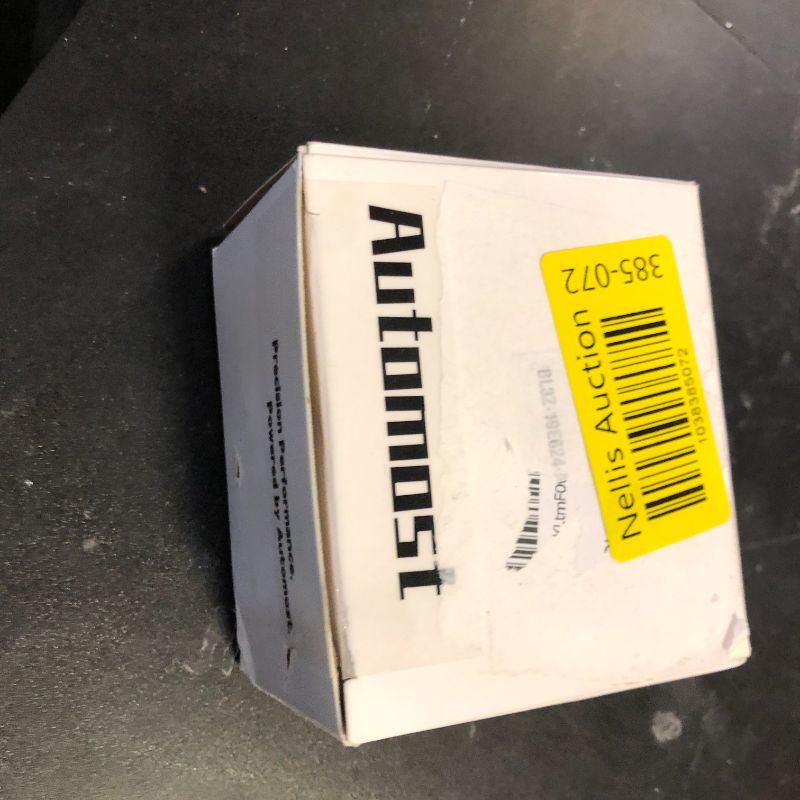 Automost
Precision Performance,
Powered by Automost
385-072
Nellis Auction
1038385072